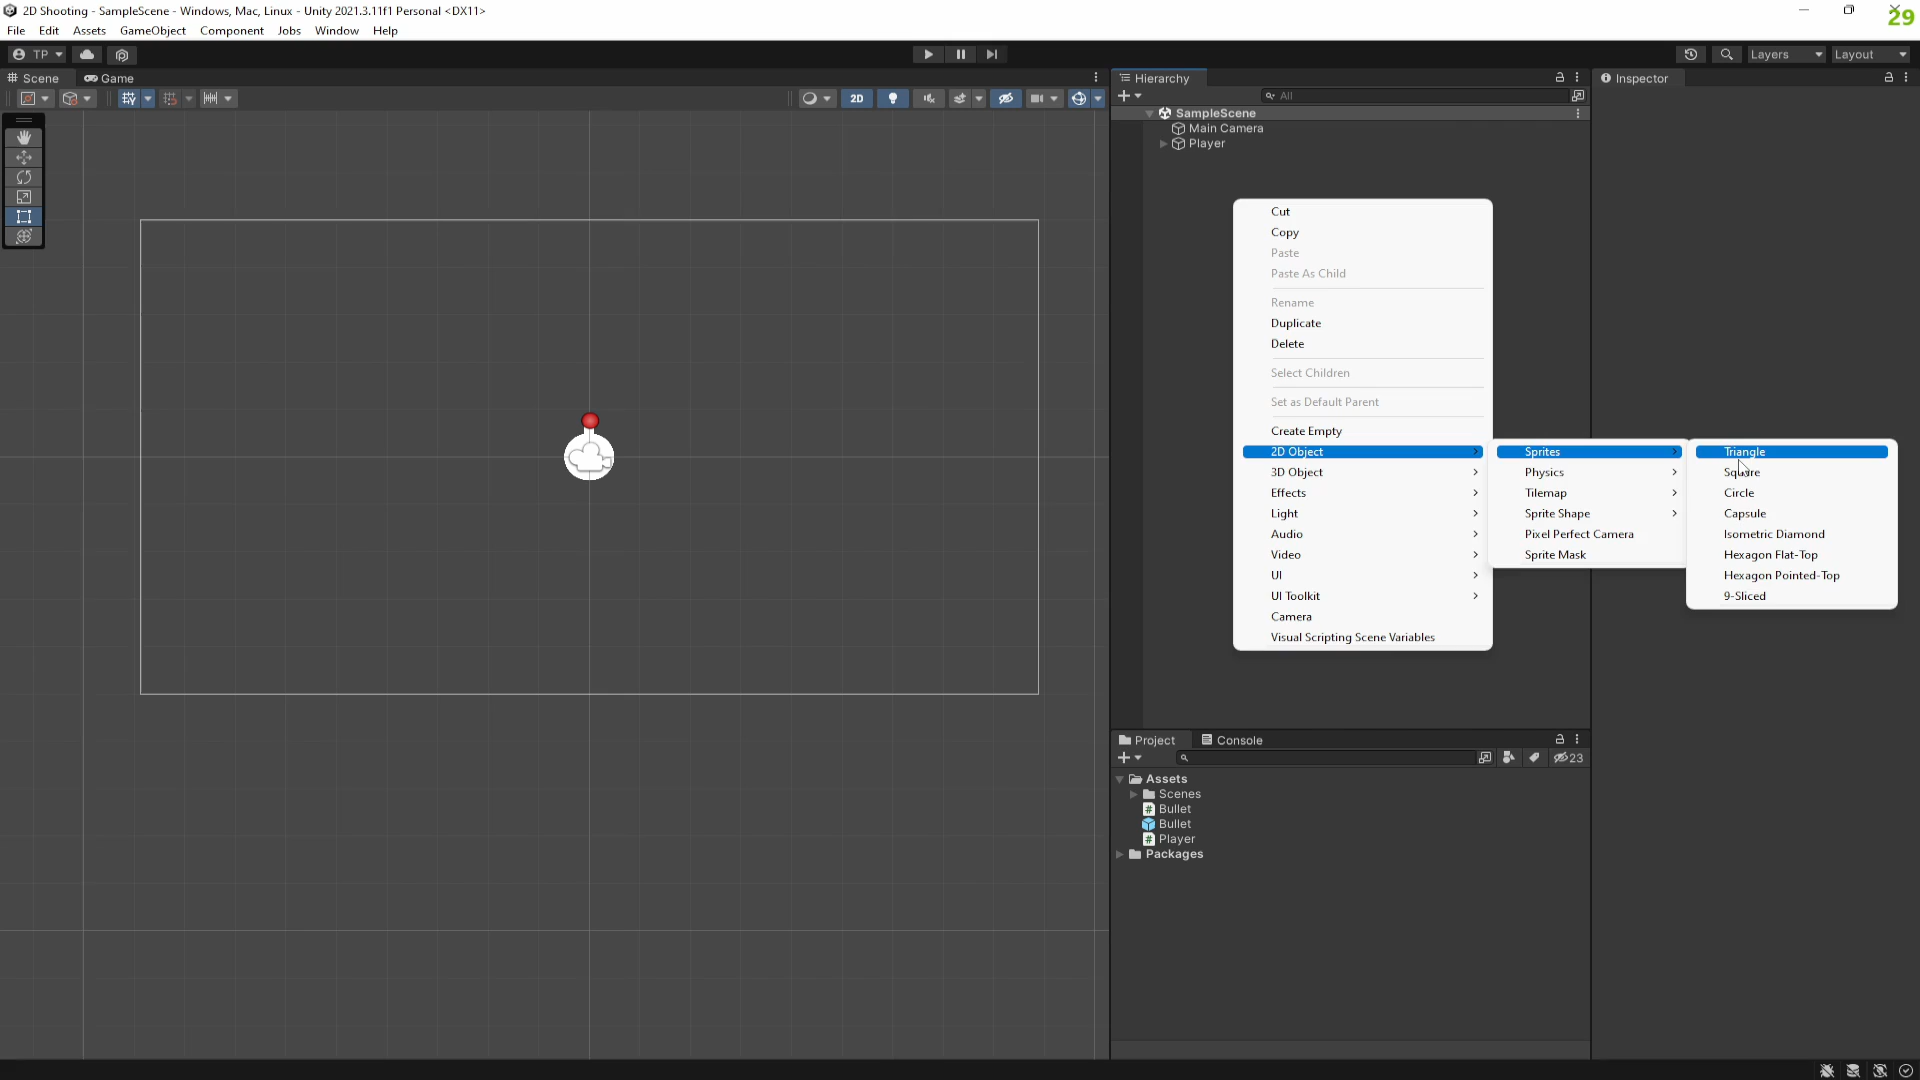 2D Shooting - SampleScene - Windows, Mac, Linux - Unity 2021.3.11f1 Personal <DX11>
29
File Edit Assets GameObject Component Jobs Window Help
TP Layers Layout
Scene Game Hierarchy Inspector
2D All
SampleScene
Main Camera
Player
Cut
Copy
Paste
Paste As Child
Rename
Duplicate
Delete
Select Children
Set as Default Parent
Create Empty
2D Object
3D Object
Effects
Light
Audio
Video
UI
UI Toolkit
Camera
Visual Scripting Scene Variables
Sprites
Physics
Tilemap
Sprite Shape
Pixel Perfect Camera
Sprite Mask
Triangle
Square
Circle
Capsule
Isometric Diamond
Hexagon Flat-Top
Hexagon Pointed-Top
9-Sliced
Project Console
23
Assets
Scenes
Bullet
Bullet
Player
Packages